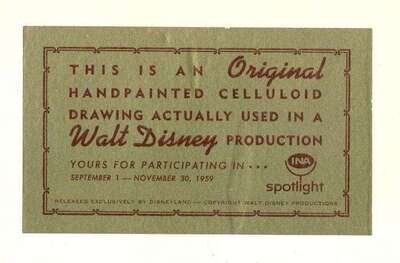 THIS IS AN Original
HANDPAINTED CELLULOID
DRAWING ACTUALLY USED IN A
Walt Disney PRODUCTION
YOURS FOR PARTICIPATING IN...
SEPTEMBER 1—NOVEMBER 30, 1959
INA
spotlight
RELEASED EXCLUSIVELY BY DISNEYLAND—COPYRIGHT WALT DISNEY PRODUCTIONS